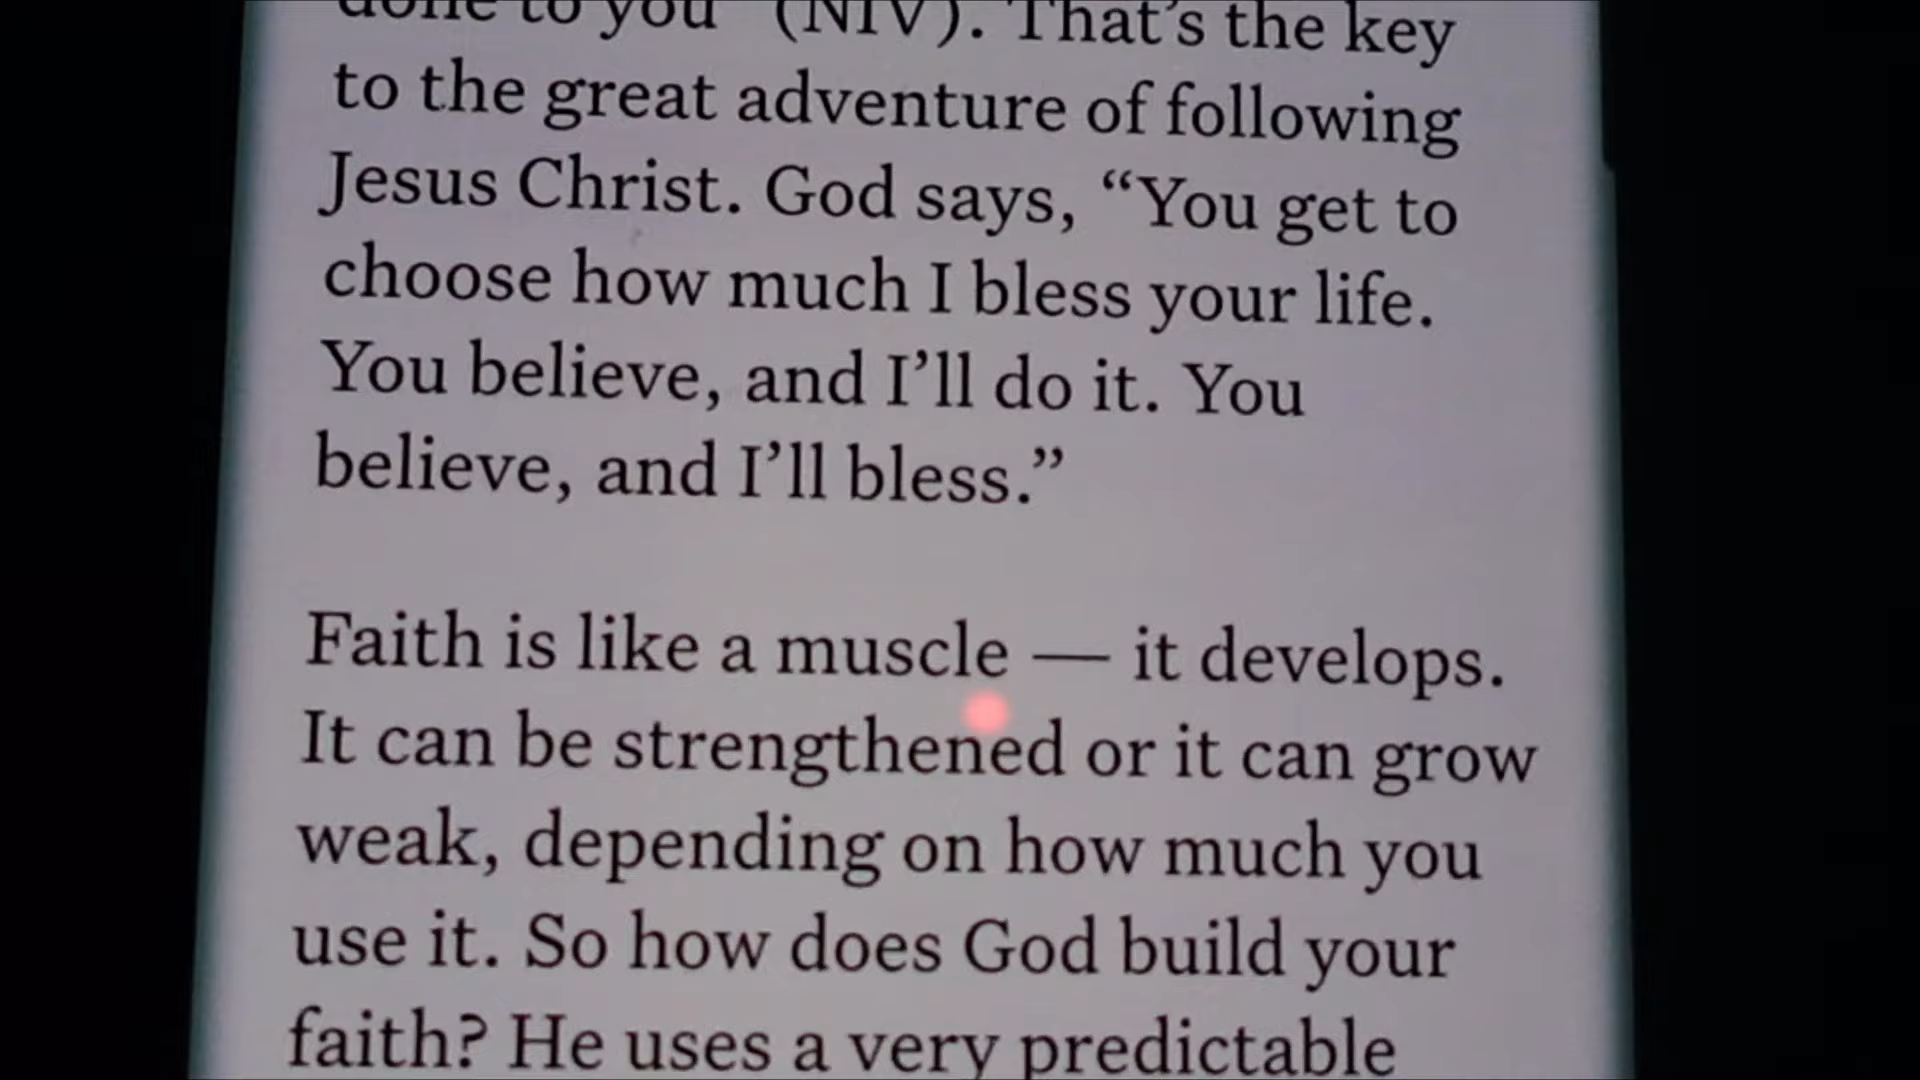 done to you" (NIV). That's the key
to the great adventure of following
Jesus Christ. God says, “You get to
choose how much I bless your life.
You believe, and I’ll do it. You
believe, and I’ll bless.”
Faith is like a muscle — it develops.
It can be strengthened or it can grow
weak, depending on how much you
use it. So how does God build your
faith? He uses a very predictable